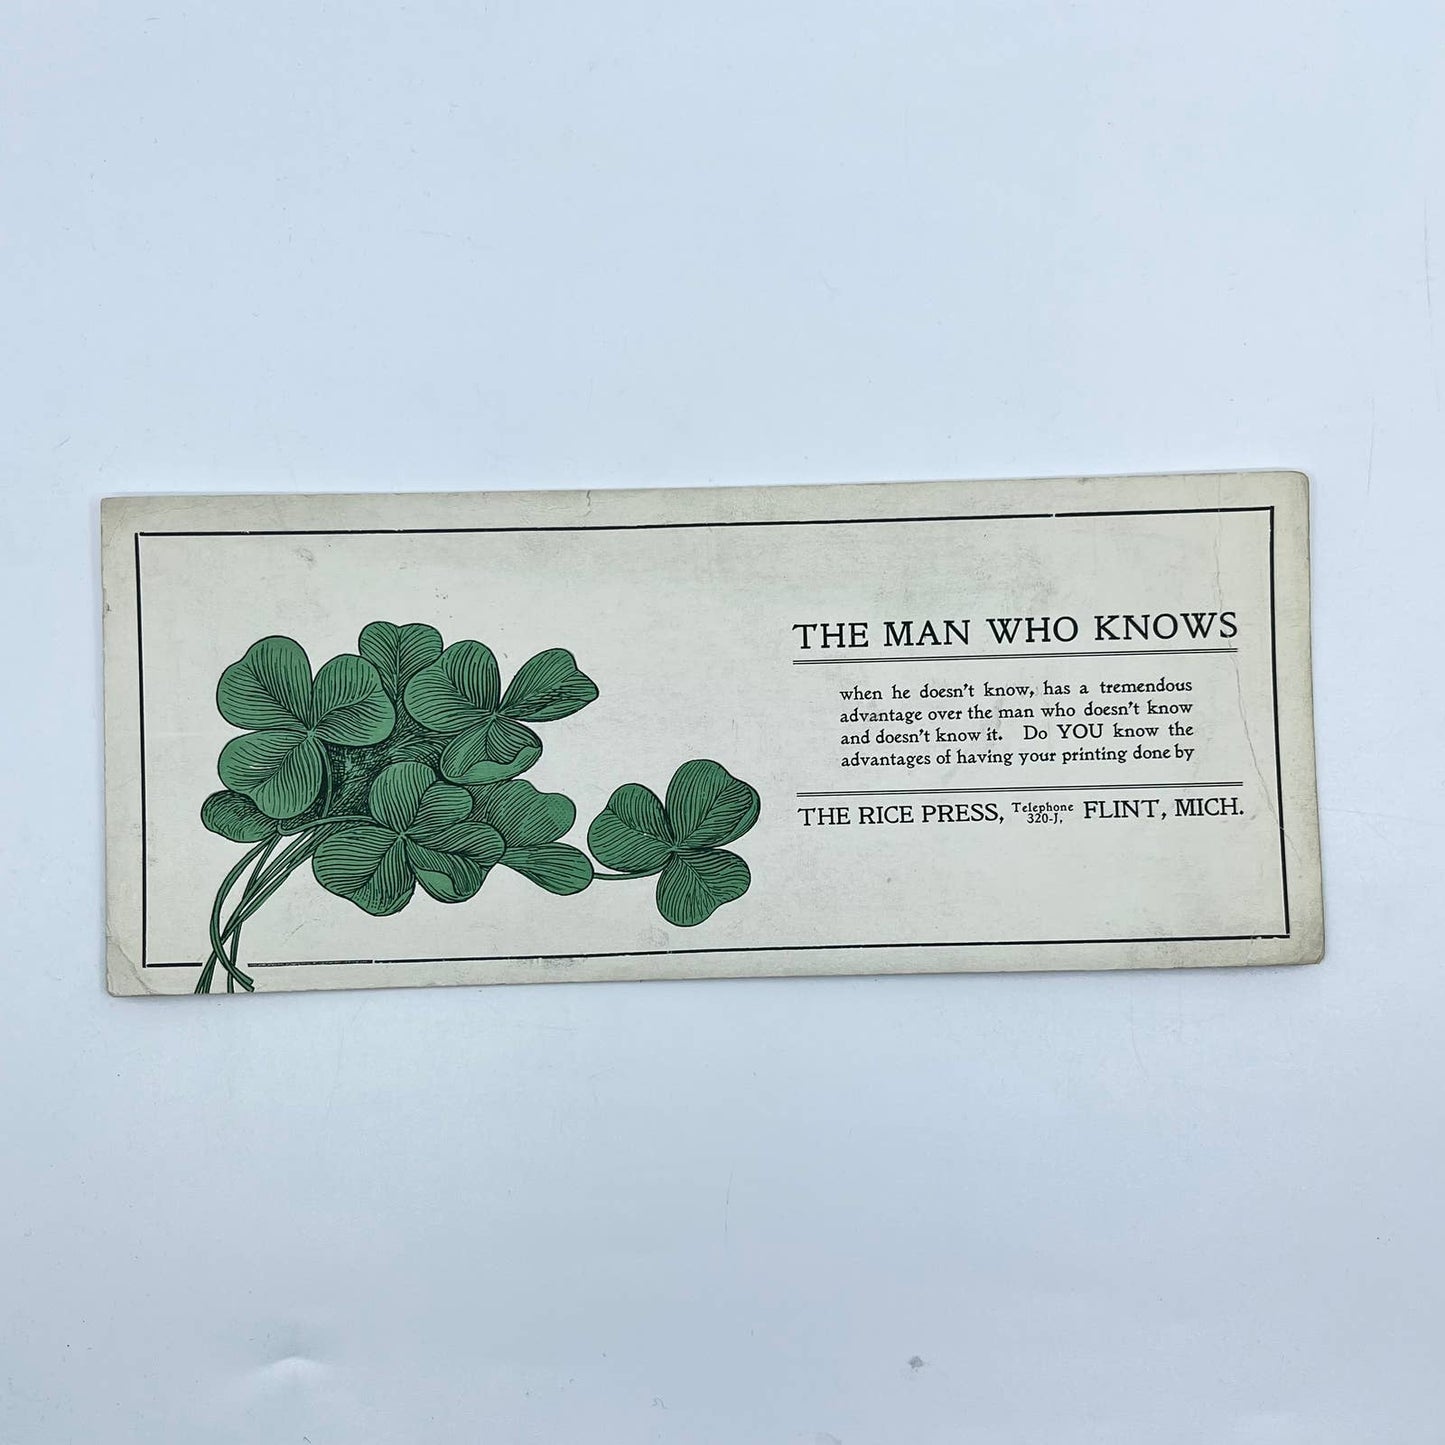 THE MAN WHO KNOWS
when he doesn't know, has a tremendous
advantage over the man who doesn't know
and doesn't know it. Do YOU know the
advantages of having your printing done by
THE RICE PRESS, Telephone 320-J, FLINT, MICH.